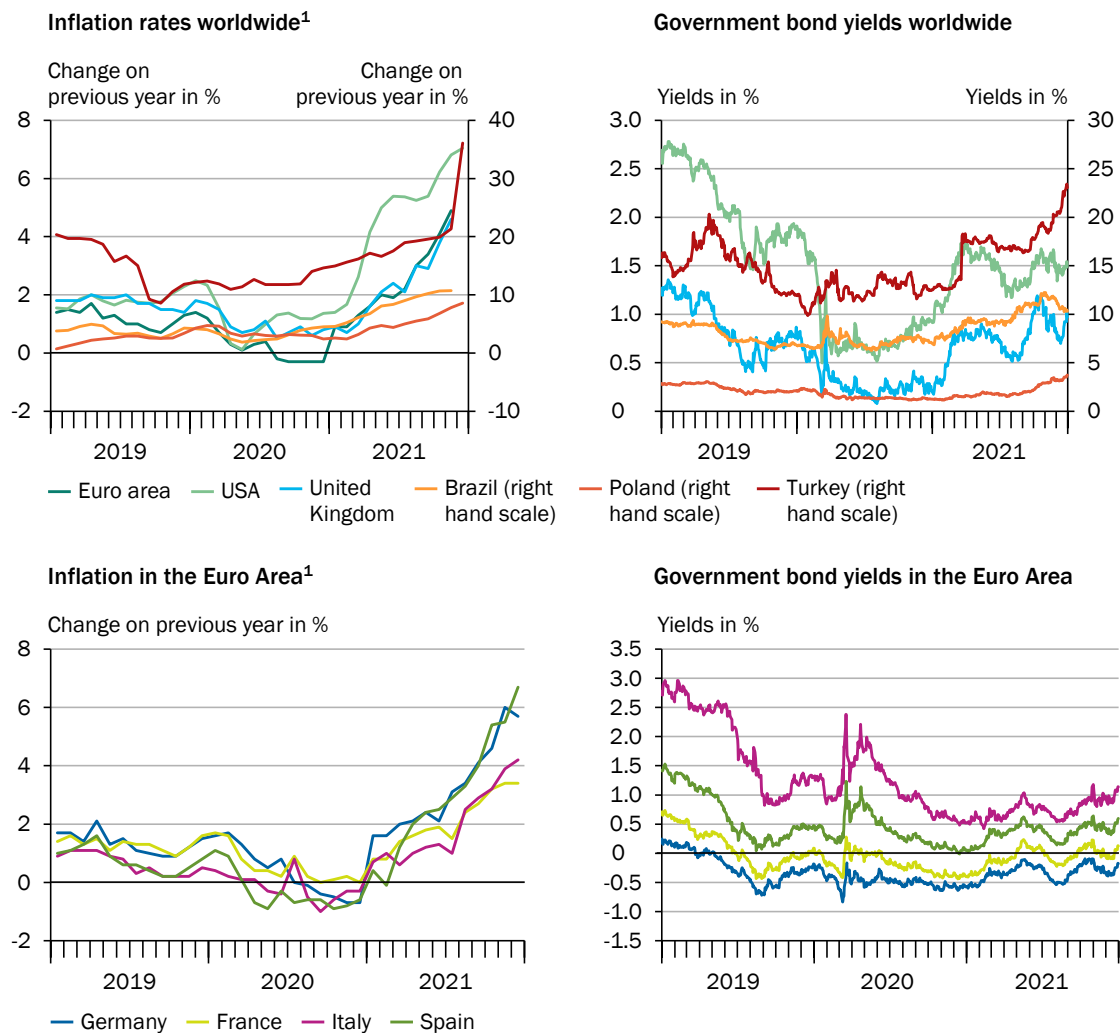 Inflation rates worldwide1
Change on
previous year in %
Change on
previous year in %
8
6
4
2
0
-2
40
30
20
10
0
-10
2019
2020
2021
Government bond yields worldwide
Yields in %
Yields in %
3.0
2.5
2.0
1.5
1.0
0.5
0
30
25
20
15
10
5
0
2019
2020
2021
Euro area
USA
United
Kingdom
Brazil (right
hand scale)
Poland (right
hand scale)
Turkey (right
hand scale)
Inflation in the Euro Area1
Change on previous year in %
8
6
4
2
0
-2
2019
2020
2021
Government bond yields in the Euro Area
Yields in %
3.5
3.0
2.5
2.0
1.5
1.0
0.5
0
-0.5
-1.0
-1.5
2019
2020
2021
Germany
France
Italy
Spain